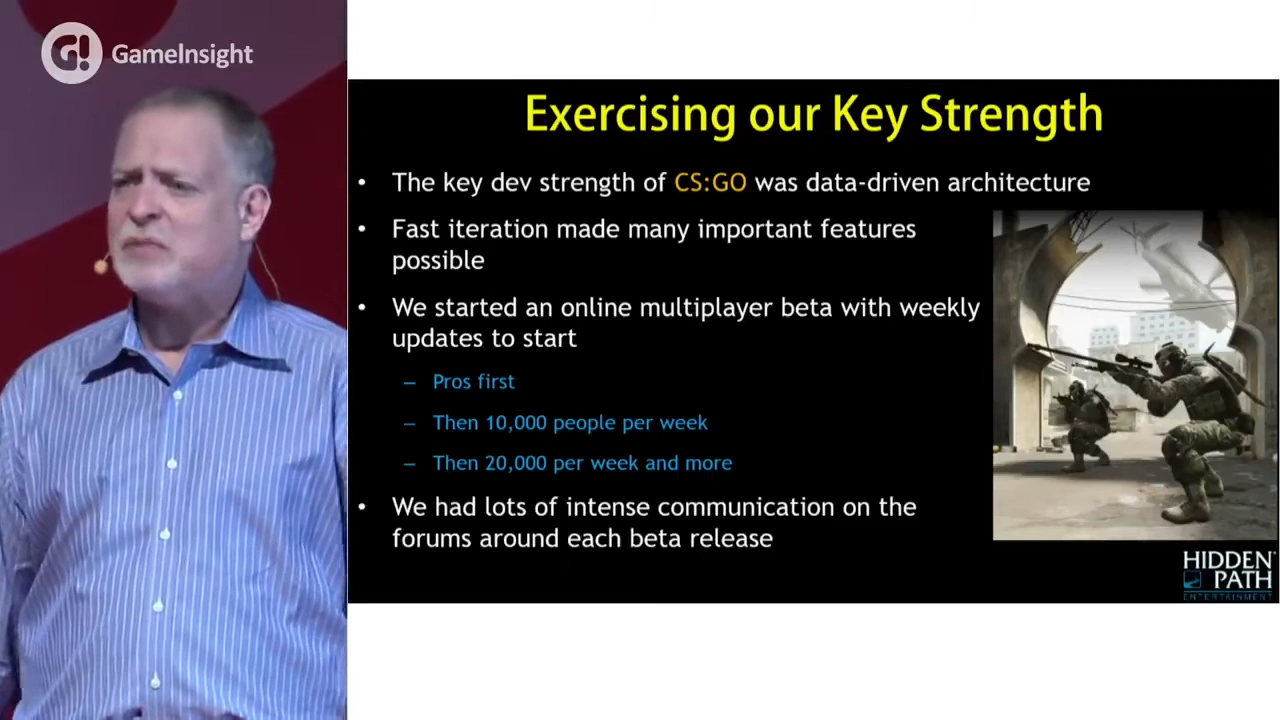 G! GameInsight
Exercising our Key Strength
• The key dev strength of CS:GO was data-driven architecture
• Fast iteration made many important features
possible
• We started an online multiplayer beta with weekly
updates to start
– Pros first
– Then 10,000 people per week
– Then 20,000 per week and more
• We had lots of intense communication on the
forums around each beta release
HIDDEN
PATH
ENTERTAINMENT